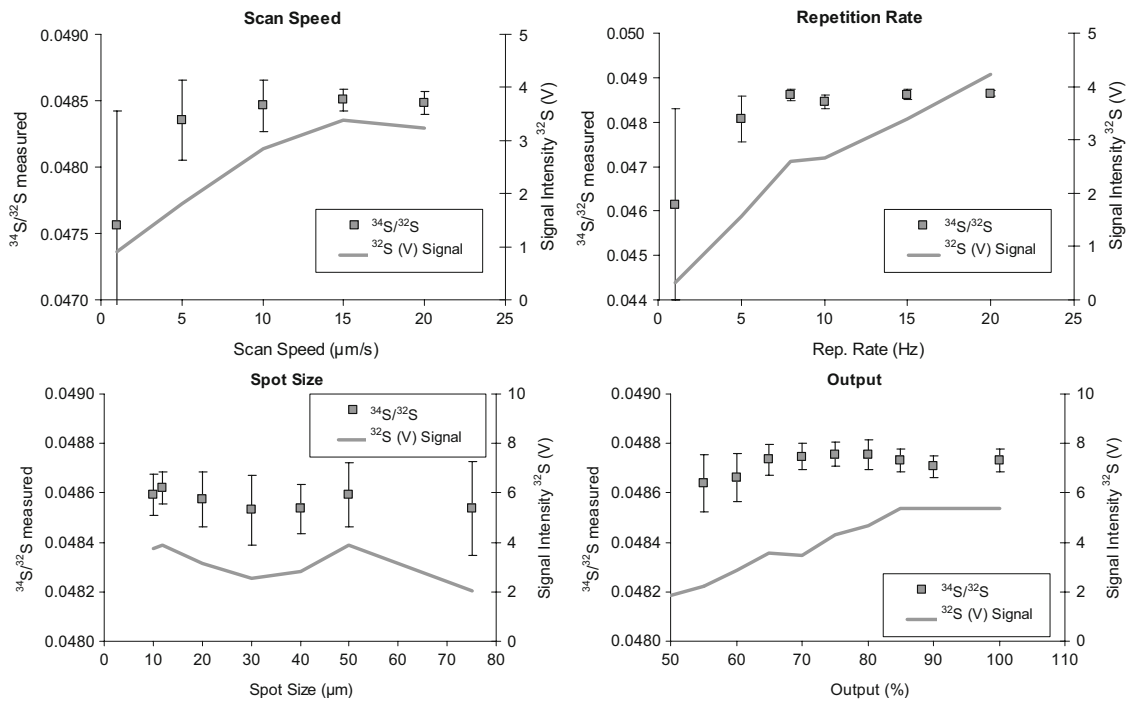 Scan Speed
0.0490
0.0485
0.0480
0.0475
0.0470
³⁴S/³²S measured
5
4
3
2
1
0
Signal Intensity ³²S (V)
³⁴S/³²S
³²S (V) Signal
0 5 10 15 20 25
Scan Speed (µm/s)
Repetition Rate
0.050
0.049
0.048
0.047
0.046
0.045
0.044
³⁴S/³²S measured
5
4
3
2
1
0
Signal Intensity ³²S (V)
³⁴S/³²S
³²S (V) Signal
0 5 10 15 20 25
Rep. Rate (Hz)
Spot Size
0.0490
0.0488
0.0486
0.0484
0.0482
0.0480
³⁴S/³²S measured
10
8
6
4
2
0
Signal Intensity ³²S (V)
³⁴S/³²S
³²S (V) Signal
0 10 20 30 40 50 60 70 80
Spot Size (µm)
Output
0.0490
0.0488
0.0486
0.0484
0.0482
0.0480
³⁴S/³²S measured
10
8
6
4
2
0
Signal Intensity ³²S (V)
³⁴S/³²S
³²S (V) Signal
50 60 70 80 90 100 110
Output (%)